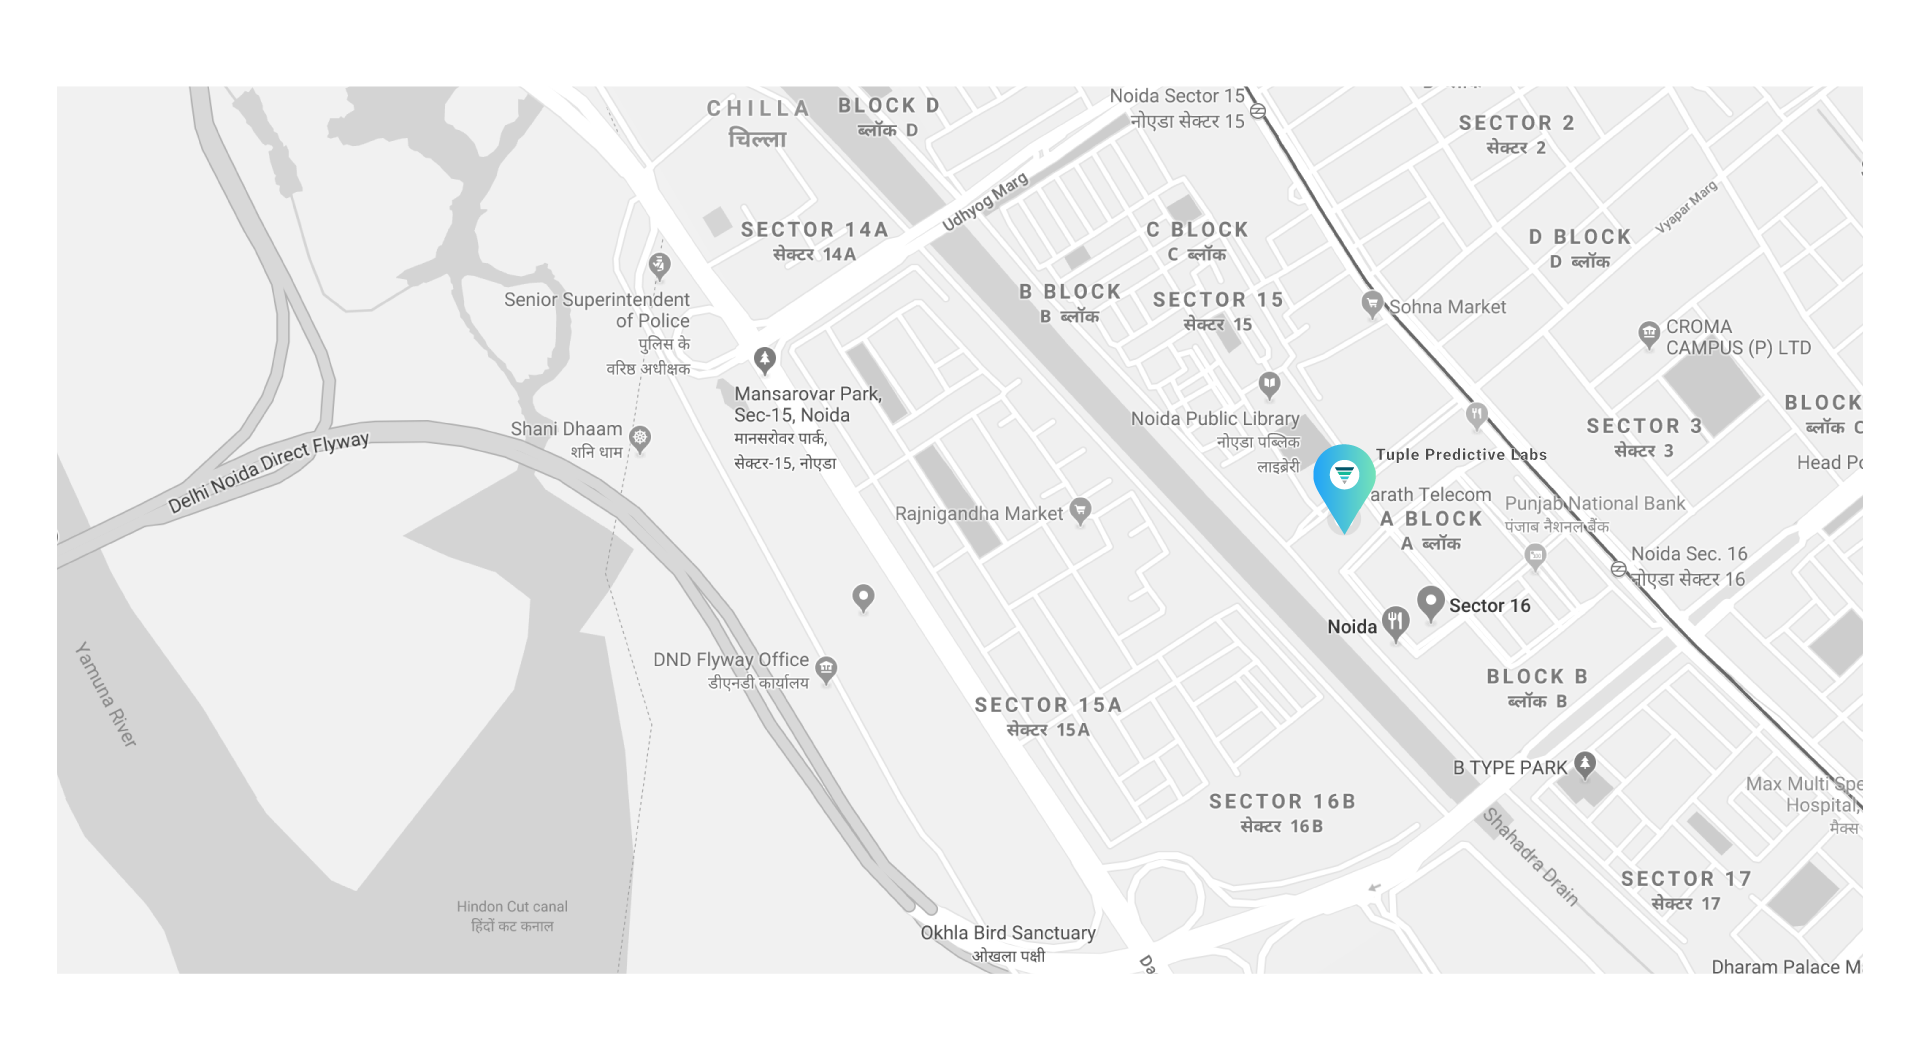 CHILLA
चिल्ला
BLOCK D
ब्लॉक D
Noida Sector 15
नोएडा सेक्टर 15
SECTOR 2
सेक्टर 2
Udhyog Marg
Vyapar Marg
SECTOR 14A
सेक्टर 14A
C BLOCK
C ब्लॉक
D BLOCK
D ब्लॉक
Senior Superintendent
of Police
पुलिस के
वरिष्ठ अधीक्षक
B BLOCK
B ब्लॉक
SECTOR 15
सेक्टर 15
Sohna Market
CROMA
CAMPUS (P) LTD
Mansarovar Park,
Sec-15, Noida
मानसरोवर पार्क,
सेक्टर-15, नोएडा
Shani Dhaam
शनि धाम
Delhi Noida Direct Flyway
Noida Public Library
नोएडा पब्लिक
लाइब्रेरी
BLOCK
ब्लॉक
SECTOR 3
सेक्टर 3
Tuple Predictive Labs
Head
arath Telecom
A BLOCK
A ब्लॉक
Punjab National Bank
पंजाब नैशनल बैंक
Rajnigandha Market
Noida Sec. 16
नोएडा सेक्टर 16
Sector 16
Noida
Yamuna River
DND Flyway Office
डीएनडी कार्यालय
BLOCK B
ब्लॉक B
SECTOR 15A
सेक्टर 15A
B TYPE PARK
Max Multi Spe
Hospital,
मैक्स
SECTOR 16B
सेक्टर 16B
Shahadra Drain
SECTOR 17
सेक्टर 17
Hindon Cut canal
हिंदों कट कनाल
Okhla Bird Sanctuary
ओखला पक्षी
Da
Dharam Palace M